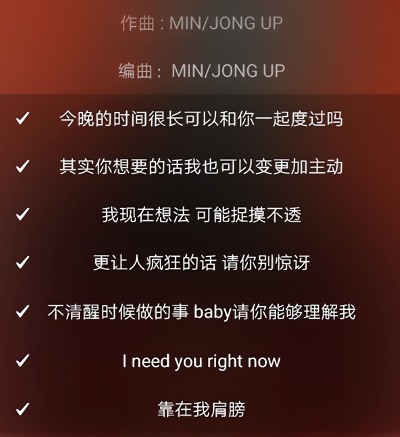 作曲 : MIN/JONG UP
编曲 :  MIN/JONG UP
今晚的时间很长可以和你一起度过吗
其实你想要的话我也可以变更加主动
我现在想法 可能捉摸不透
更让人疯狂的话 请你别惊讶
不清醒时候做的事 baby请你能够理解我
I need you right now
靠在我肩膀